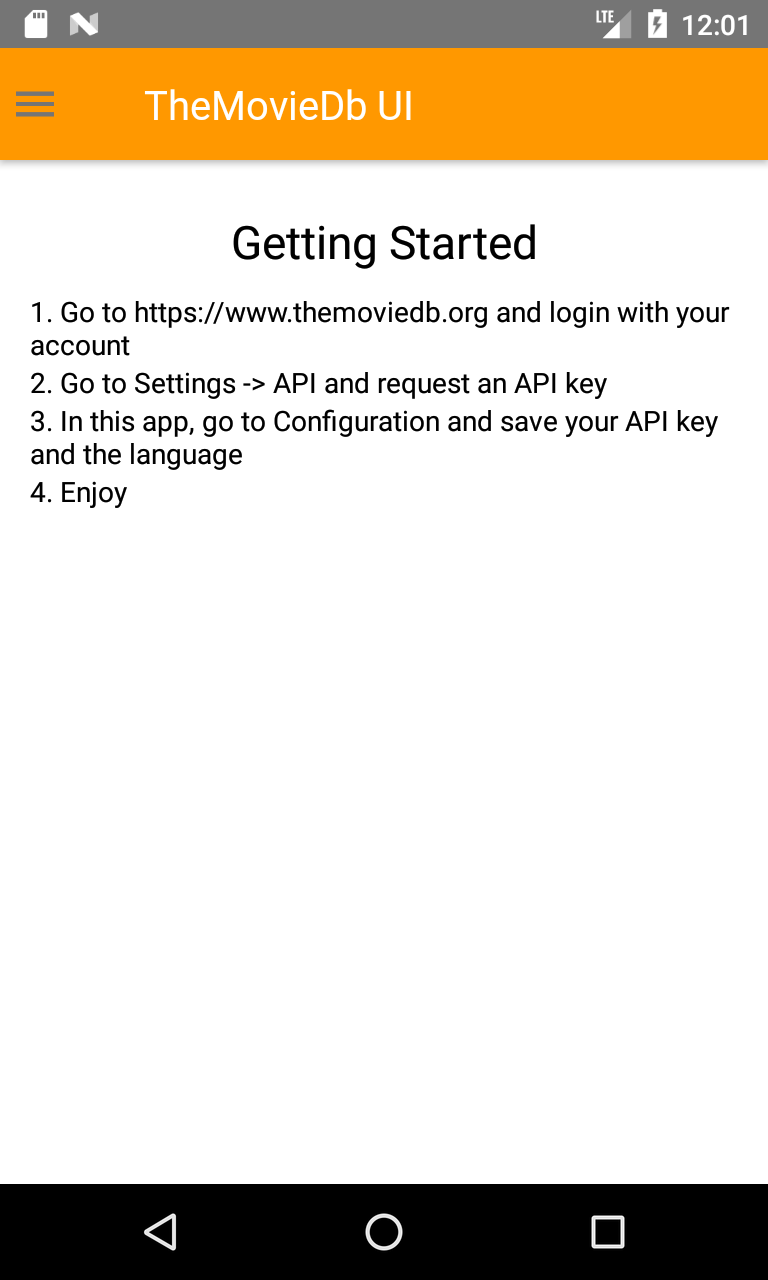 LTE 12:01
TheMovieDb UI
Getting Started
1. Go to https://www.themoviedb.org and login with your
account
2. Go to Settings -> API and request an API key
3. In this app, go to Configuration and save your API key
and the language
4. Enjoy